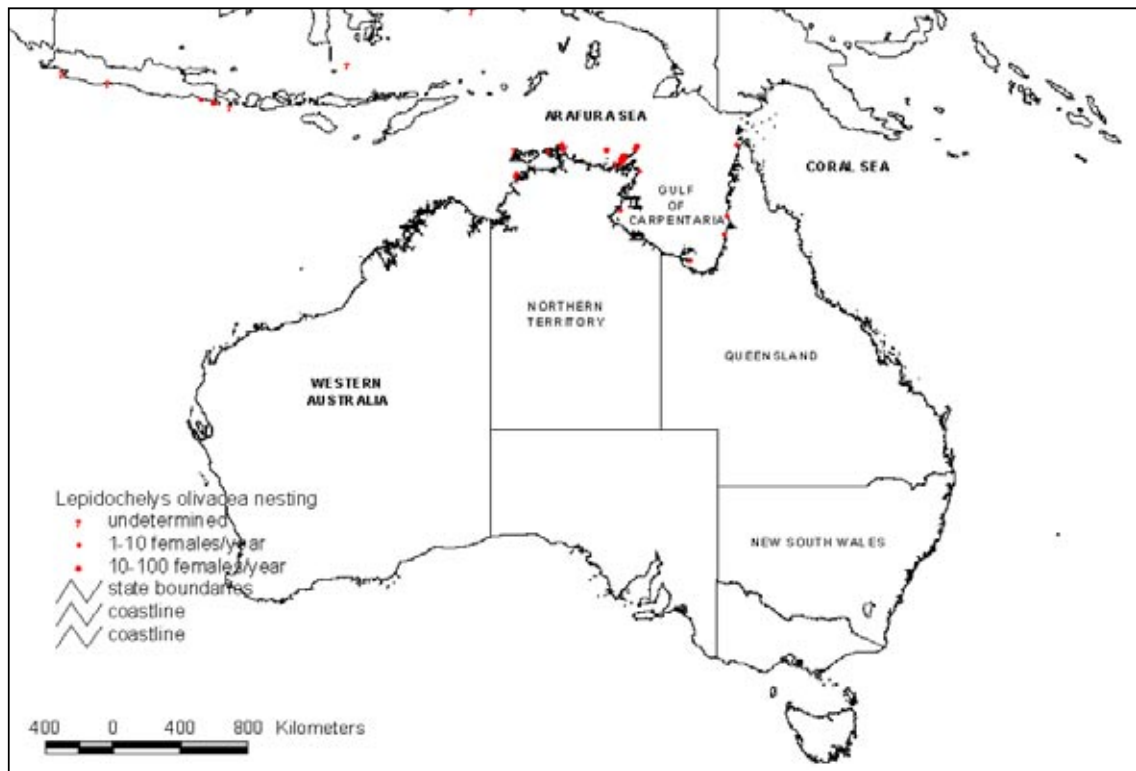 ARAFURA SEA
CORAL SEA
GULF
OF
CARPENTARIA
NORTHERN
TERRITORY
QUEENSLAND
WESTERN
AUSTRALIA
NEW SOUTH WALES
Lepidochelys olivacea nesting
? undetermined
1-10 females/year
10-100 females/year
state boundaries
coastline
coastline
400 0 400 800 Kilometers